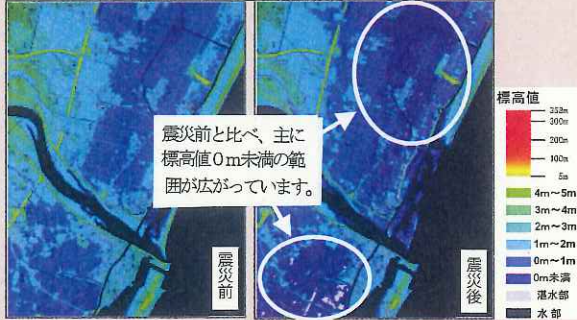 震災前と比べ、主に
標高値0m未満の範
囲が広がっています。
震災前
震災後
標高値
352m
300m
200m
100m
5m
4m~5m
3m~4m
2m~3m
1m~2m
0m~1m
0m未満
湛水部
水部